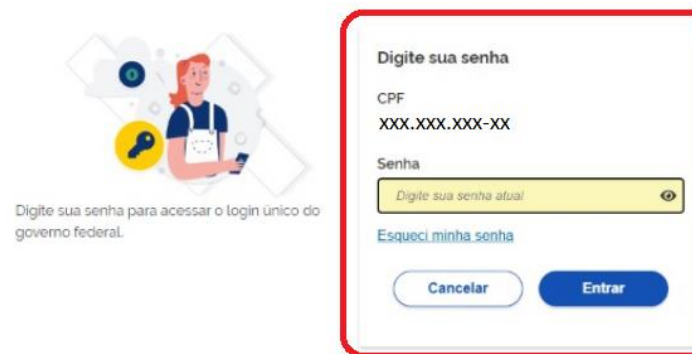 Digite sua senha para acessar o login único do
governo federal.
Digite sua senha
CPF
XXX.XXX.XXX-XX
Senha
Digite sua senha atual
Esqueci minha senha
Cancelar
Entrar